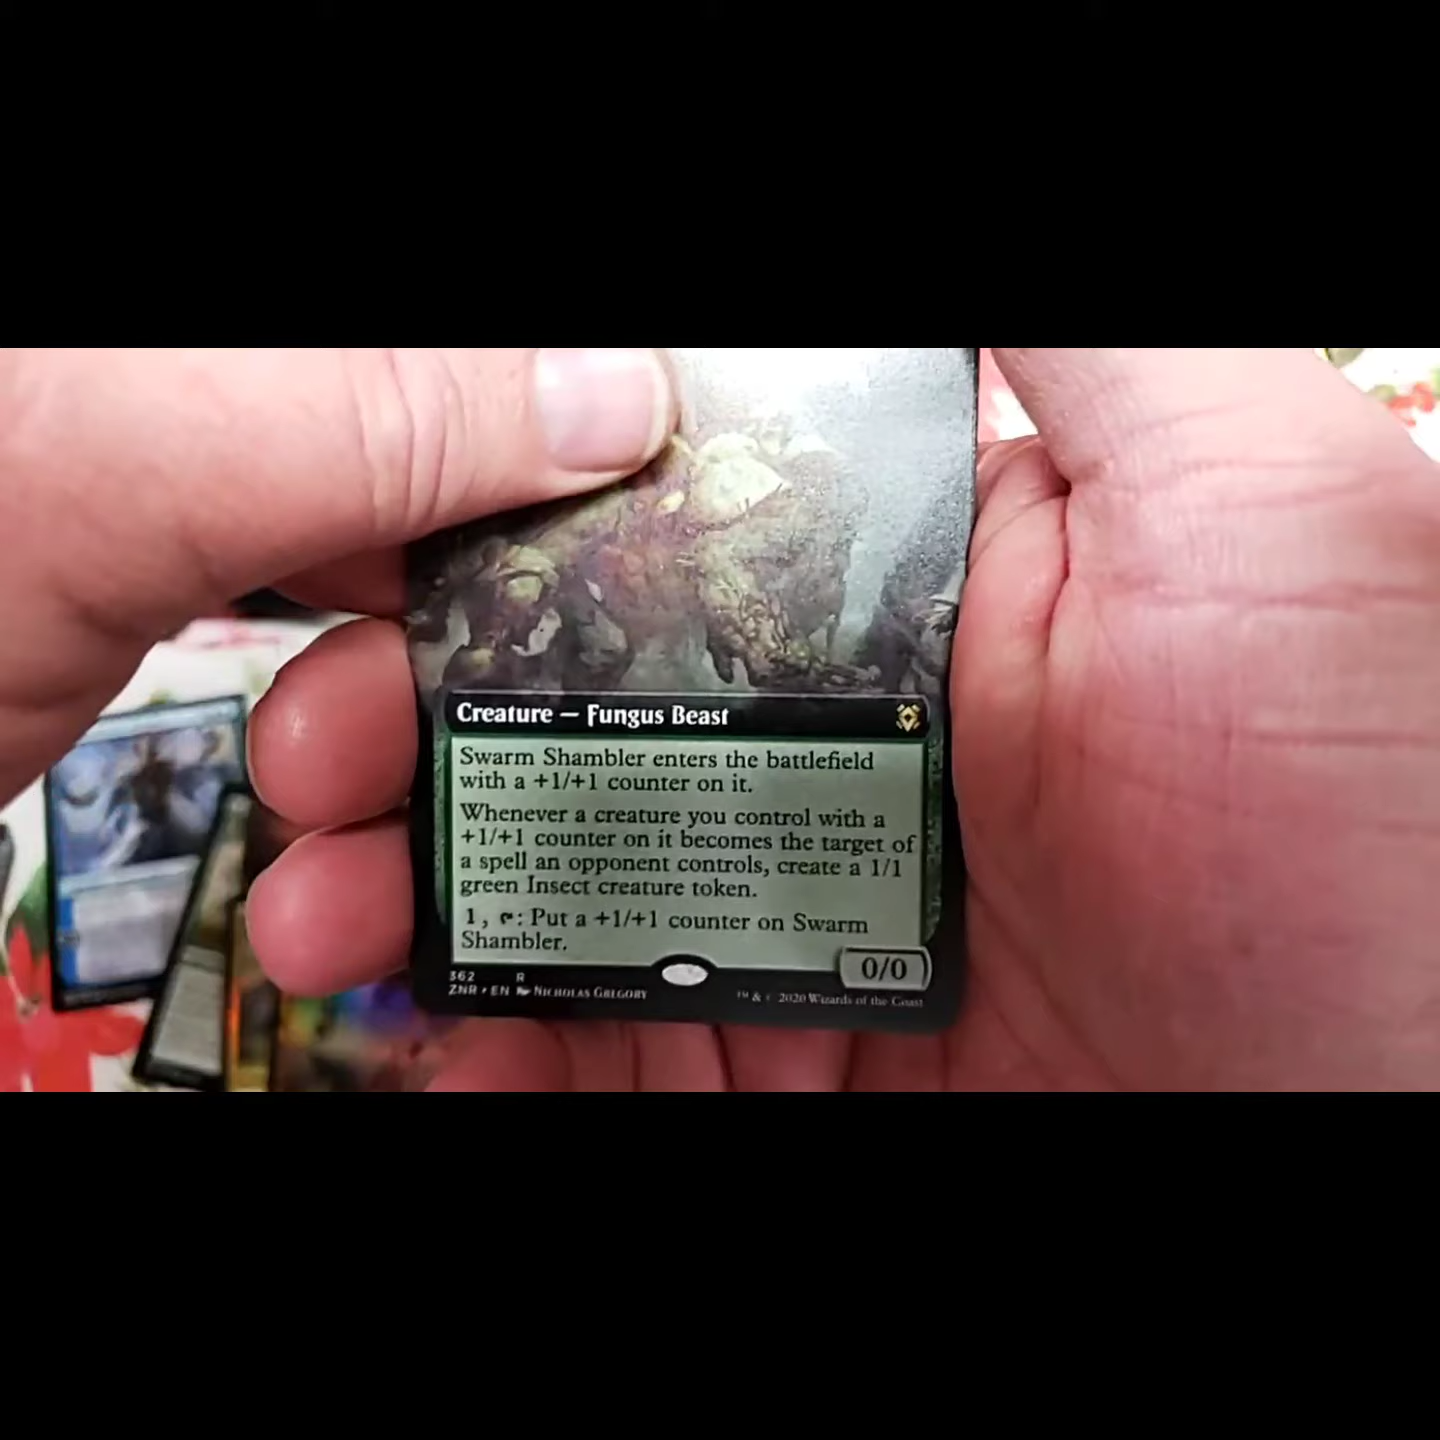 Creature — Fungus Beast
Swarm Shambler enters the battlefield
with a +1/+1 counter on it.
Whenever a creature you control with a
+1/+1 counter on it becomes the target of
a spell an opponent controls, create a 1/1
green Insect creature token.
1, : Put a +1/+1 counter on Swarm
Shambler.
0/0
362 R
ZNR • EN Nicholas Gregory
™ & © 2020 Wizards of the Coast